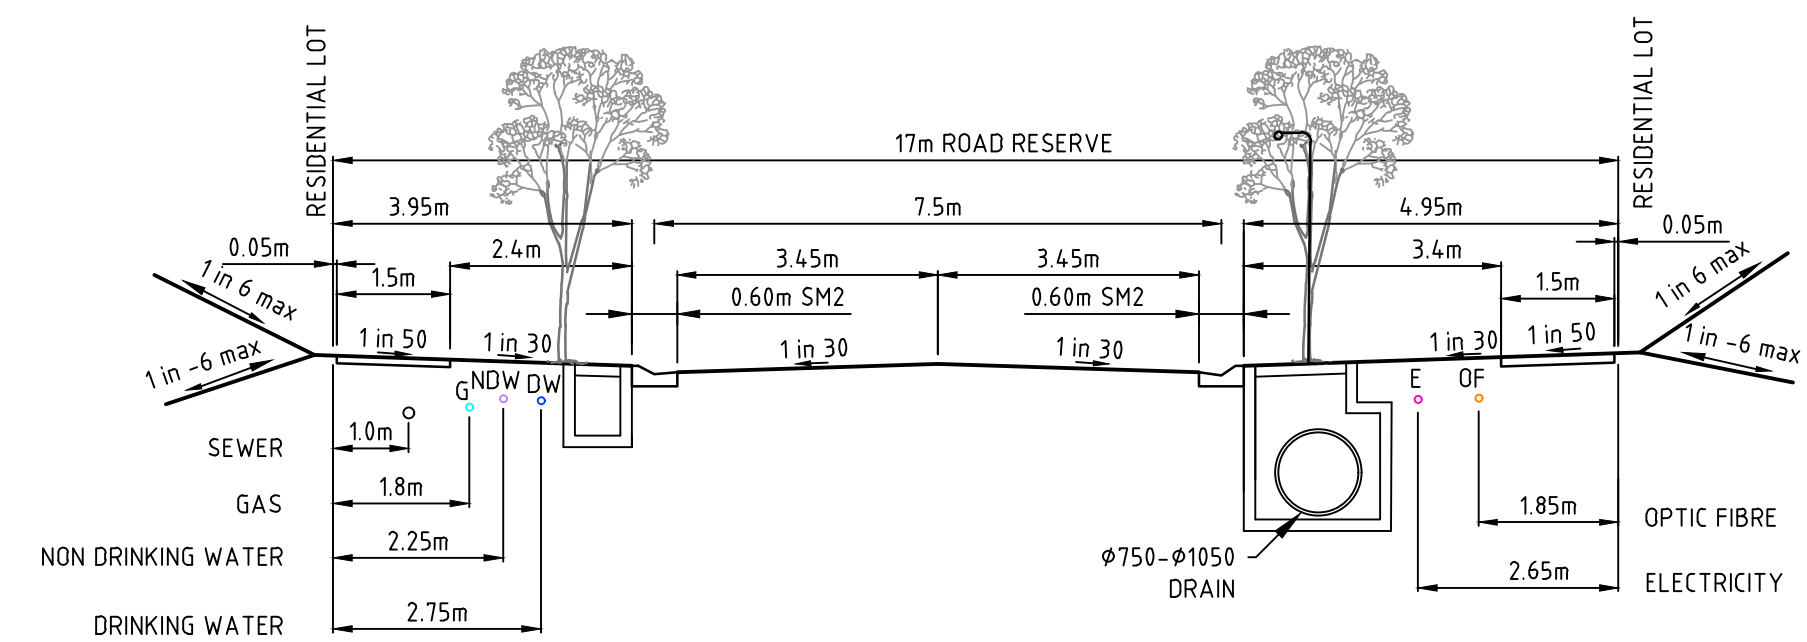 RESIDENTIAL LOT
RESIDENTIAL LOT
17m ROAD RESERVE
3.95m
7.5m
4.95m
0.05m
2.4m
3.45m
3.45m
3.4m
0.05m
1.5m
0.60m SM2
0.60m SM2
1.5m
1 in 6 max
1 in 6 max
1 in 50
1 in 30
1 in 30
1 in 30
1 in 30
1 in 50
1 in -6 max
1 in -6 max
G
NDW
DW
E
OF
SEWER
1.0m
GAS
1.8m
1.85m
OPTIC FIBRE
NON DRINKING WATER
2.25m
Φ750-Φ1050
DRAIN
2.65m
ELECTRICITY
DRINKING WATER
2.75m